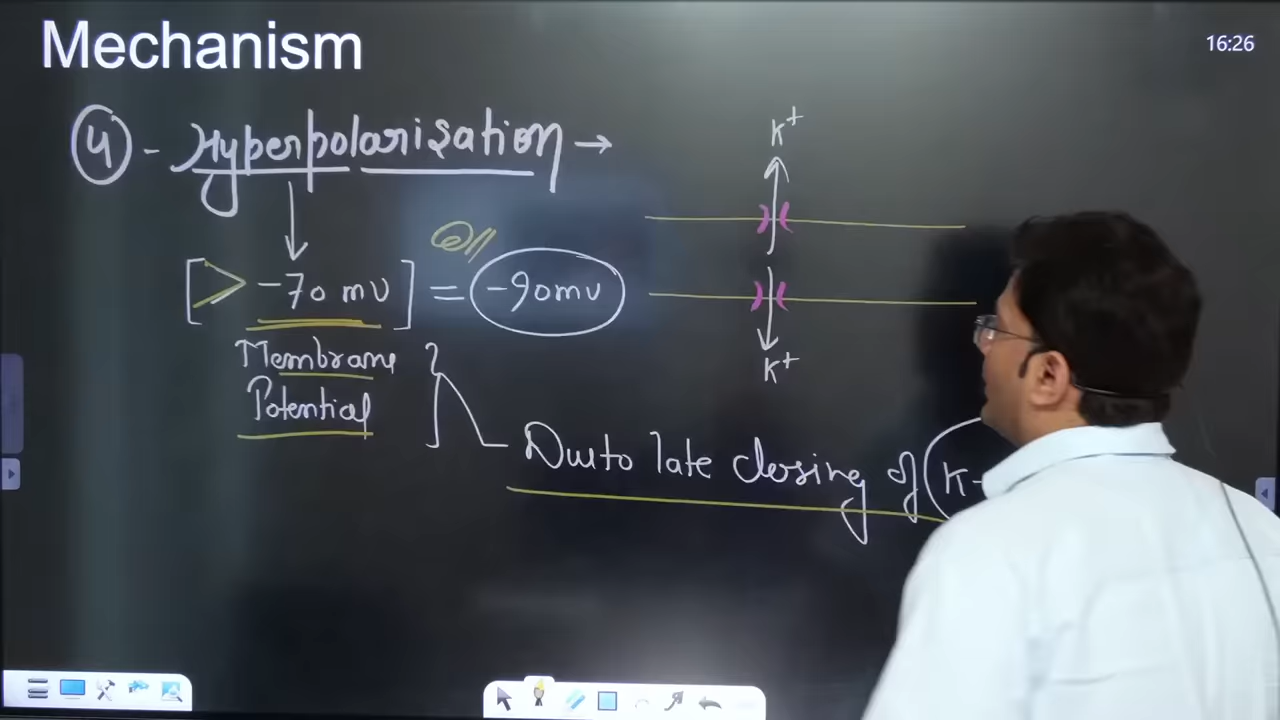 Mechanism
16:26
4 - Hyperpolarisation →
K+
[> -70 mv] = -90mv
Membrane
Potential
K+
Due to late closing of K-